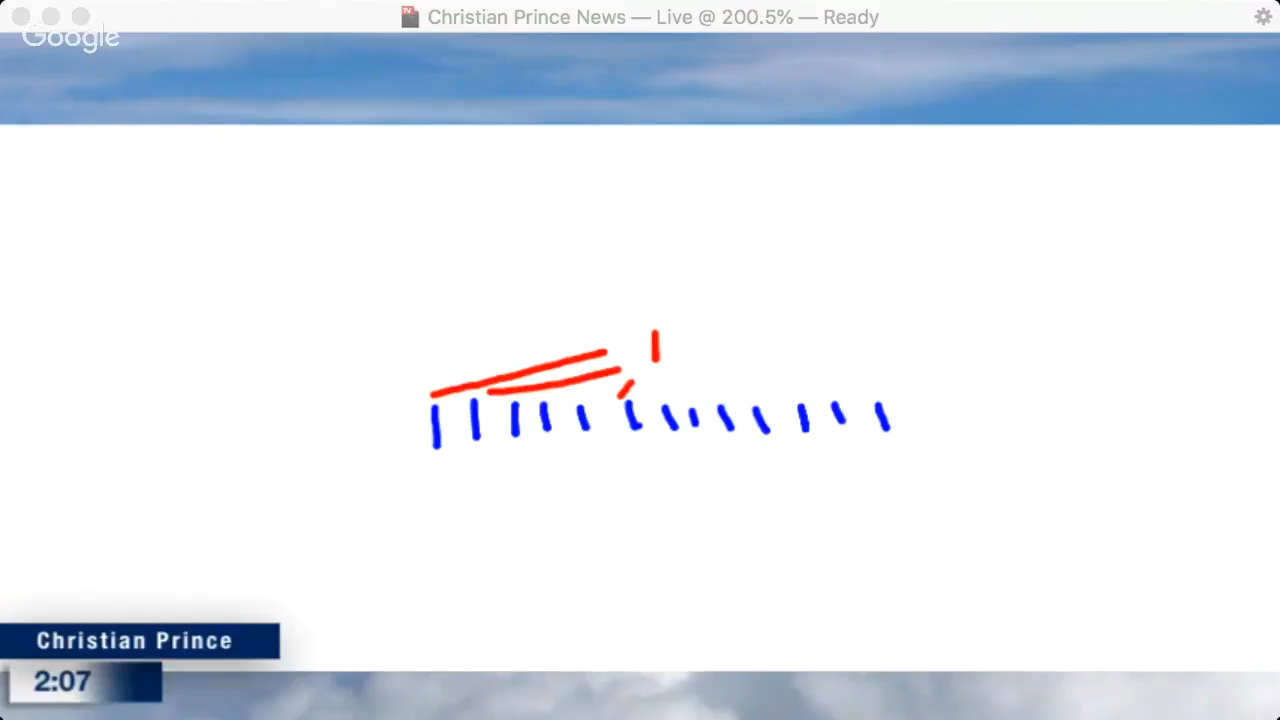 Christian Prince News — Live @ 200.5% — Ready
Google
Christian Prince
2:07